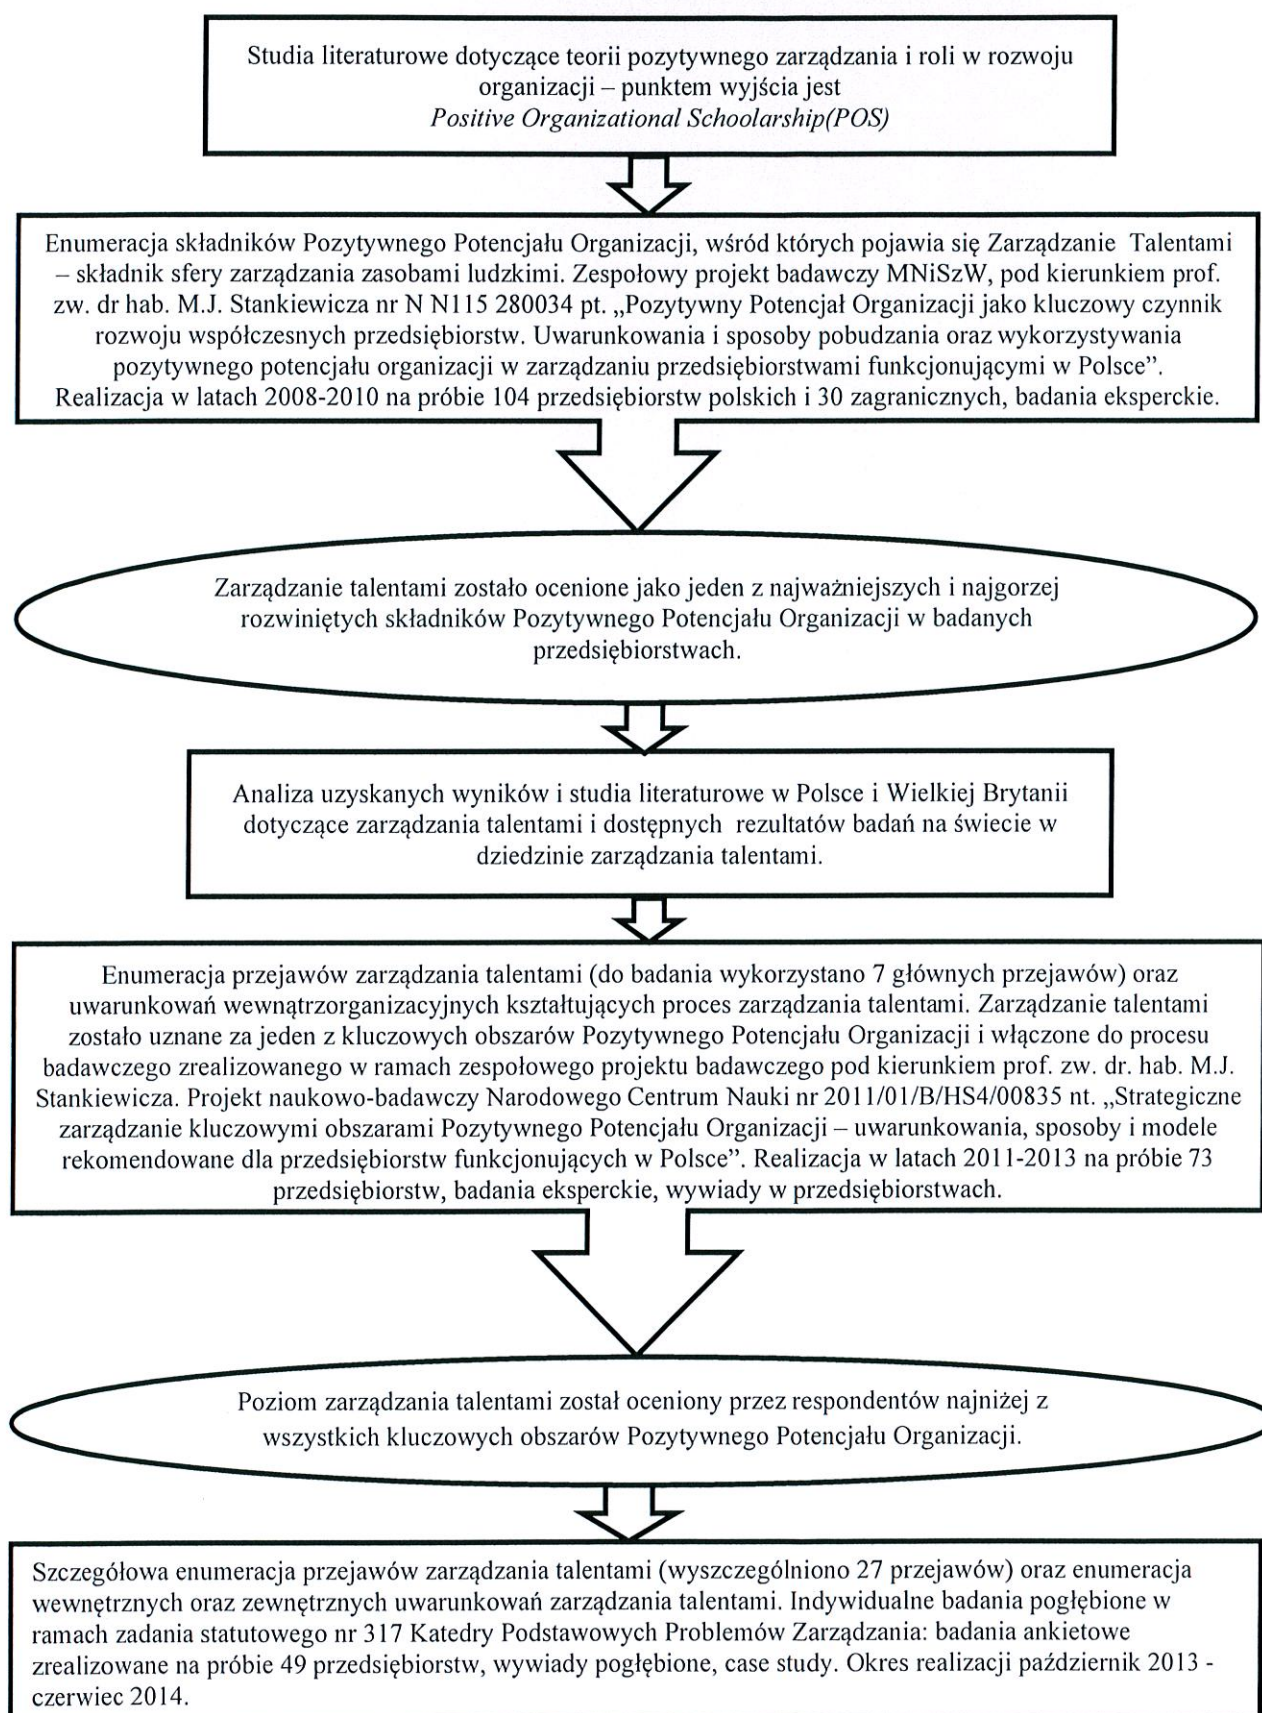 Studia literaturowe dotyczące teorii pozytywnego zarządzania i roli w rozwoju
organizacji – punktem wyjścia jest
Positive Organizational Schoolarship(POS)
Enumeracja składników Pozytywnego Potencjału Organizacji, wśród których pojawia się Zarządzanie Talentami
– składnik sfery zarządzania zasobami ludzkimi. Zespołowy projekt badawczy MNiSzW, pod kierunkiem prof.
zw. dr hab. M.J. Stankiewicza nr N N115 280034 pt. „Pozytywny Potencjał Organizacji jako kluczowy czynnik
rozwoju współczesnych przedsiębiorstw. Uwarunkowania i sposoby pobudzania oraz wykorzystywania
pozytywnego potencjału organizacji w zarządzaniu przedsiębiorstwami funkcjonującymi w Polsce”.
Realizacja w latach 2008-2010 na próbie 104 przedsiębiorstw polskich i 30 zagranicznych, badania eksperckie.
Zarządzanie talentami zostało ocenione jako jeden z najważniejszych i najgorzej
rozwiniętych składników Pozytywnego Potencjału Organizacji w badanych
przedsiębiorstwach.
Analiza uzyskanych wyników i studia literaturowe w Polsce i Wielkiej Brytanii
dotyczące zarządzania talentami i dostępnych rezultatów badań na świecie w
dziedzinie zarządzania talentami.
Enumeracja przejawów zarządzania talentami (do badania wykorzystano 7 głównych przejawów) oraz
uwarunkowań wewnątrzorganizacyjnych kształtujących proces zarządzania talentami. Zarządzanie talentami
zostało uznane za jeden z kluczowych obszarów Pozytywnego Potencjału Organizacji i włączone do procesu
badawczego zrealizowanego w ramach zespołowego projektu badawczego pod kierunkiem prof. zw. dr. hab. M.J.
Stankiewicza. Projekt naukowo-badawczy Narodowego Centrum Nauki nr 2011/01/B/HS4/00835 nt. „Strategiczne
zarządzanie kluczowymi obszarami Pozytywnego Potencjału Organizacji – uwarunkowania, sposoby i modele
rekomendowane dla przedsiębiorstw funkcjonujących w Polsce”. Realizacja w latach 2011-2013 na próbie 73
przedsiębiorstw, badania eksperckie, wywiady w przedsiębiorstwach.
Poziom zarządzania talentami został oceniony przez respondentów najniżej z
wszystkich kluczowych obszarów Pozytywnego Potencjału Organizacji.
Szczegółowa enumeracja przejawów zarządzania talentami (wyszczególniono 27 przejawów) oraz enumeracja
wewnętrznych oraz zewnętrznych uwarunkowań zarządzania talentami. Indywidualne badania pogłębione w
ramach zadania statutowego nr 317 Katedry Podstawowych Problemów Zarządzania: badania ankietowe
zrealizowane na próbie 49 przedsiębiorstw, wywiady pogłębione, case study. Okres realizacji październik 2013 -
czerwiec 2014.